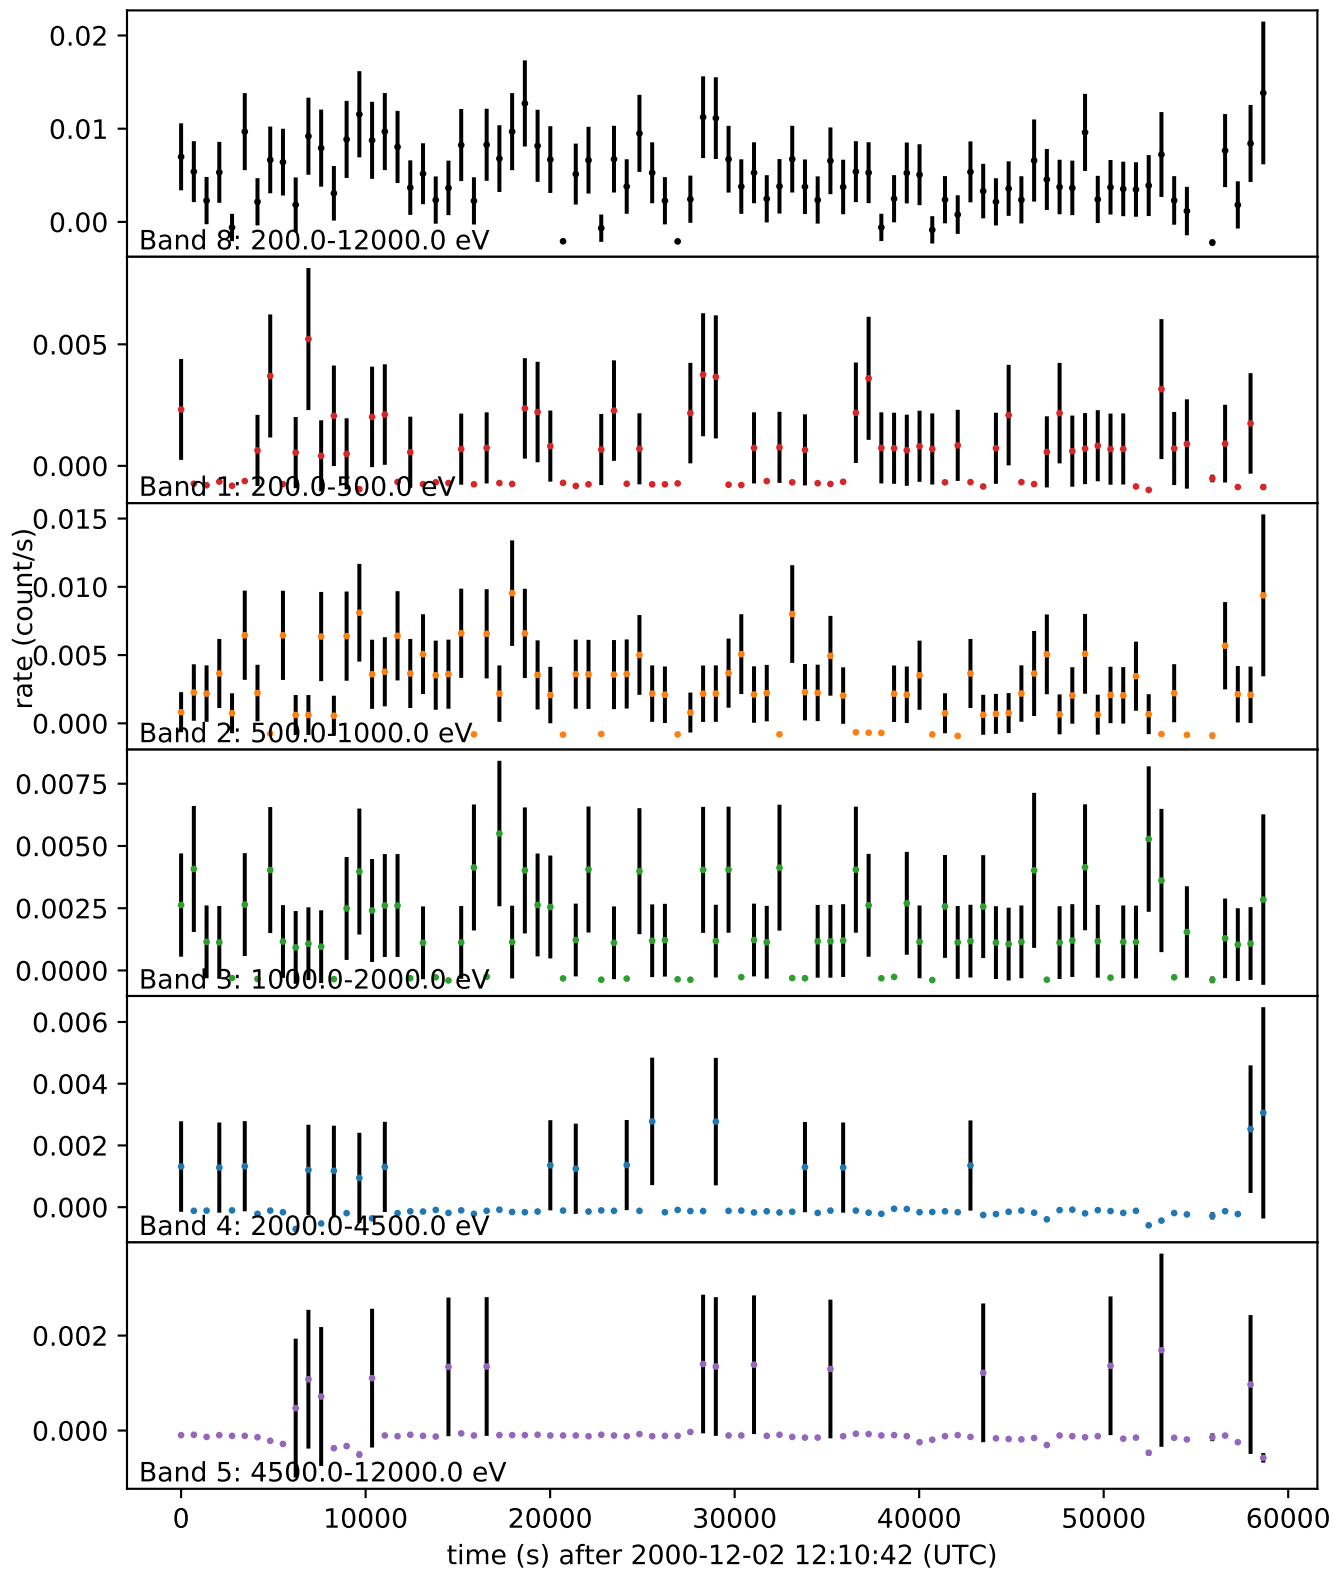 0.02
0.01
0.00
Band 8: 200.0-12000.0 eV
0.005
0.000
Band 1: 200.0-500.0 eV
0.015
0.010
0.005
0.000
Band 2: 500.0-1000.0 eV
rate (count/s)
0.0075
0.0050
0.0025
0.0000
Band 3: 1000.0-2000.0 eV
0.006
0.004
0.002
0.000
Band 4: 2000.0-4500.0 eV
0.002
0.000
Band 5: 4500.0-12000.0 eV
0 10000 20000 30000 40000 50000 60000
time (s) after 2000-12-02 12:10:42 (UTC)